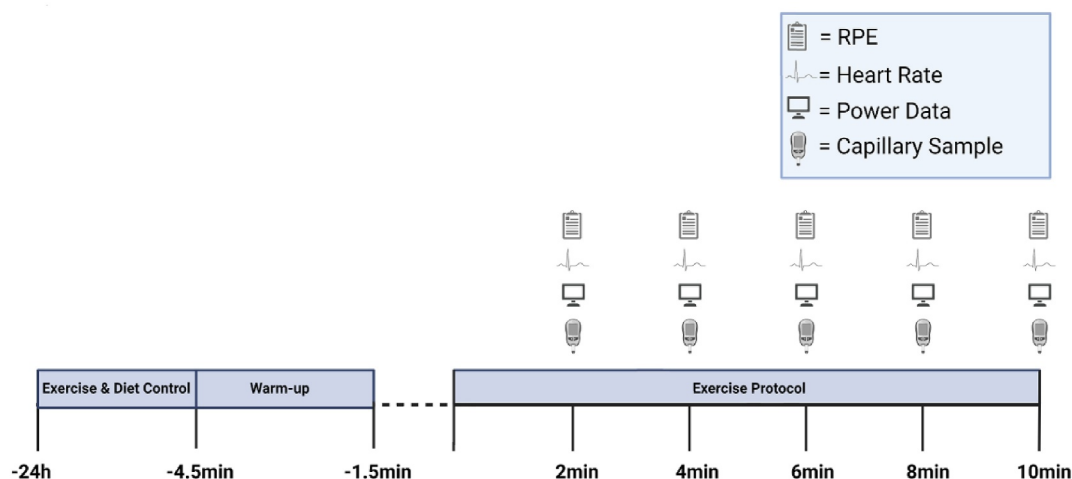 = RPE
= Heart Rate
= Power Data
= Capillary Sample
Exercise & Diet Control Warm-up Exercise Protocol
-24h -4.5min -1.5min 2min 4min 6min 8min 10min